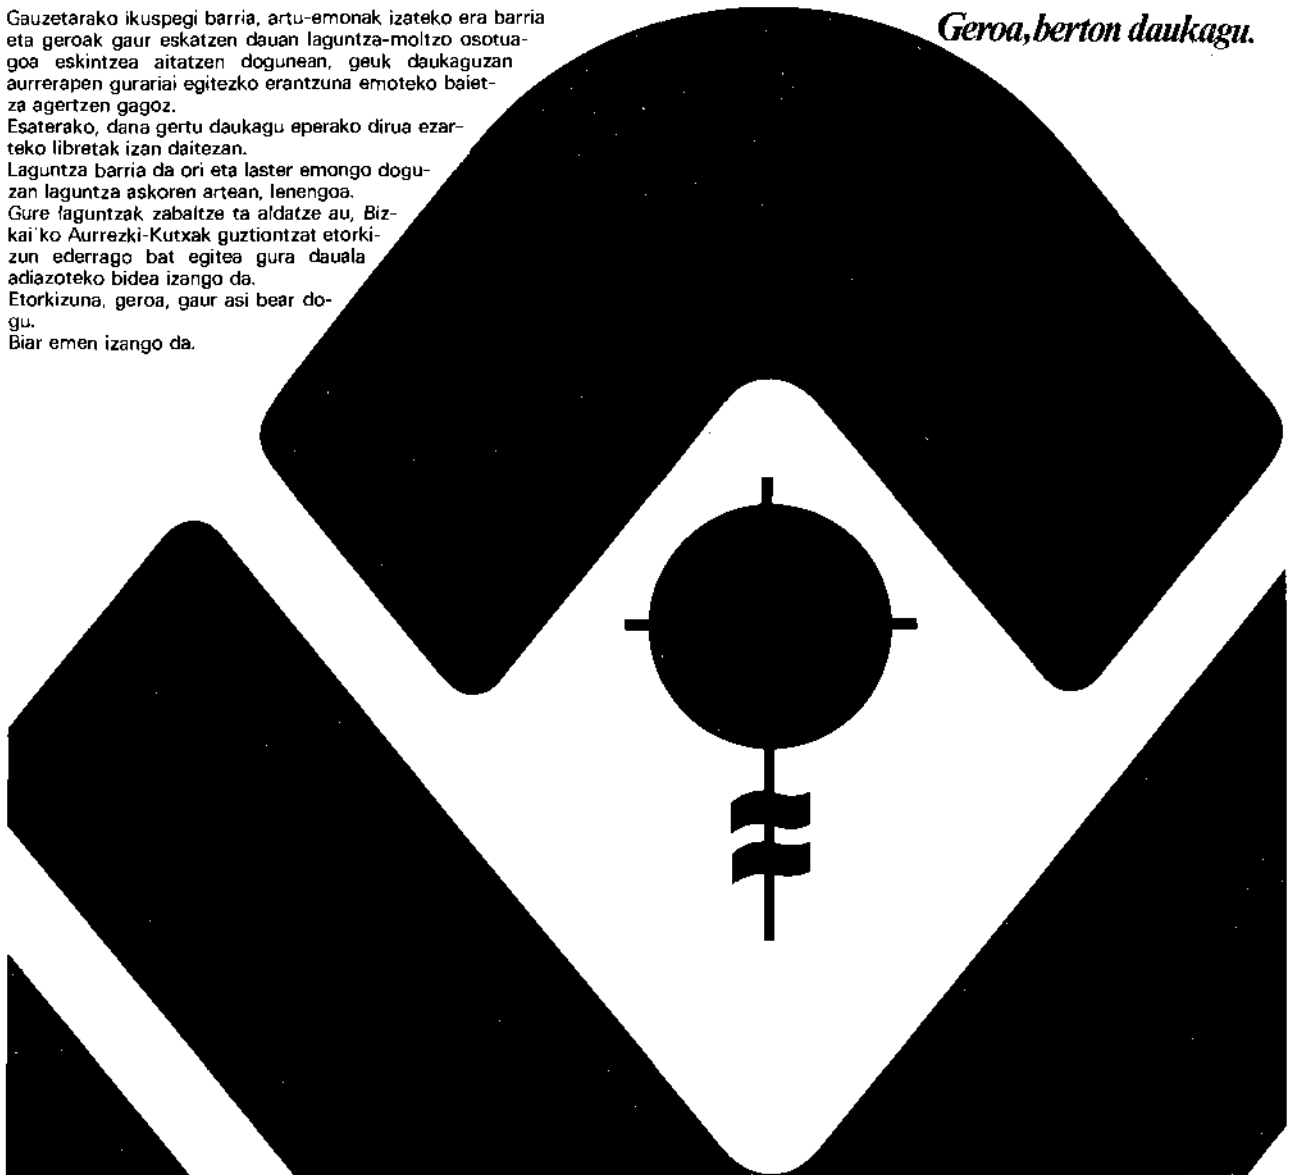 Gauzetarako ikuspegi barria, artu-emonak izateko era barria
eta geroak gaur eskatzen dauan laguntza-moltzo osotua-
goa eskintzea aitatzen dogunean, geuk daukaguzan
aurrerapen gurariai egitezko erantzuna emoteko baiet-
za agertzen gagoz.
Esaterako, dana gertu daukagu eperako dirua ezar-
teko libretak izan daitezan.
Laguntza barria da ori eta laster emongo dogu-
zan laguntza askoren artean, lenengoa.
Gure laguntzak zabaltze ta aldatze au, Biz-
kai'ko Aurrezki-Kutxak guztiontzat etorki-
zun ederrago bat egitea gura dauala
adiazoteko bidea izango da.
Etorkizuna, geroa, gaur asi bear do-
gu.
Biar emen izango da.
Geroa, berton daukagu.